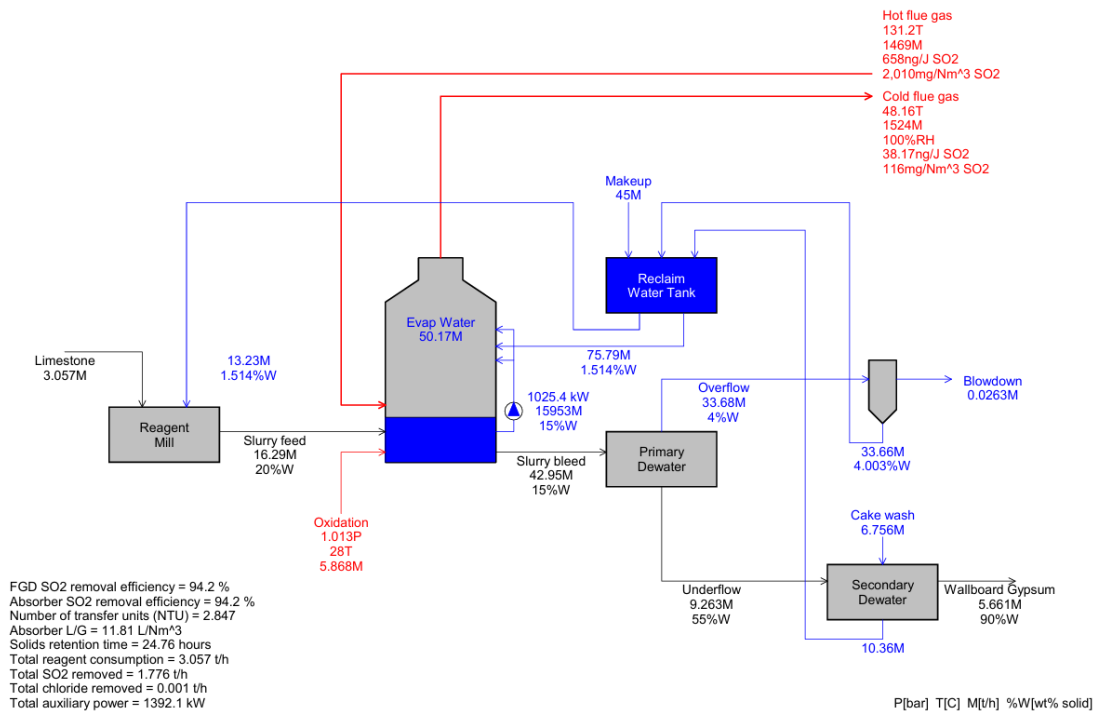 Hot flue gas
131.2T
1469M
658ng/J SO2
2,010mg/Nm^3 SO2
Cold flue gas
48.16T
1524M
100%RH
38.17ng/J SO2
116mg/Nm^3 SO2
Makeup
45M
Reclaim
Water Tank
Evap Water
50.17M
Limestone
3.057M
13.23M
1.514%W
75.79M
1.514%W
Reagent
Mill
Slurry feed
16.29M
20%W
1025.4 kW
15953M
15%W
Overflow
33.68M
4%W
Blowdown
0.0263M
Slurry bleed
42.95M
15%W
Primary
Dewater
33.66M
4.003%W
Oxidation
1.013P
28T
5.868M
Cake wash
6.756M
Underflow
9.263M
55%W
Secondary
Dewater
Wallboard Gypsum
5.661M
90%W
10.36M
FGD SO2 removal efficiency = 94.2 %
Absorber SO2 removal efficiency = 94.2 %
Number of transfer units (NTU) = 2.847
Absorber L/G = 11.81 L/Nm^3
Solids retention time = 24.76 hours
Total reagent consumption = 3.057 t/h
Total SO2 removed = 1.776 t/h
Total chloride removed = 0.001 t/h
Total auxiliary power = 1392.1 kW
P[bar] T[C] M[t/h] %W[wt% solid]